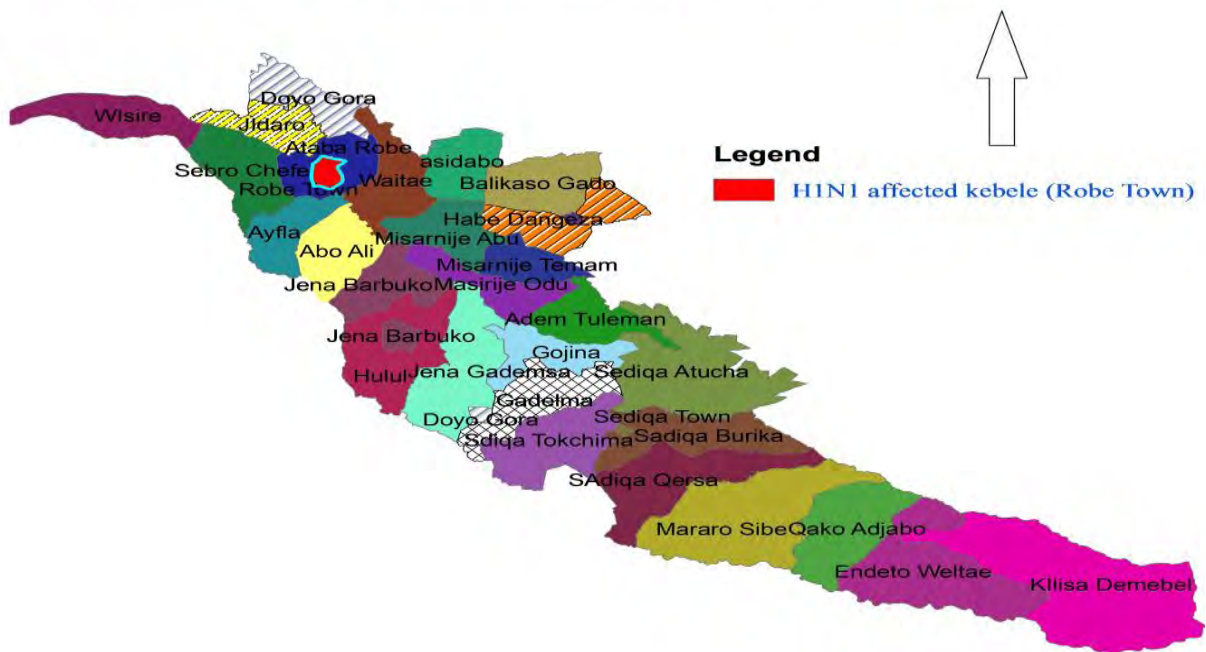 Doyo Gora
WIsire
JIdaro
Ataba Robe
Sebro Chefe
asidabo
Robe Town
Waitae
Balikaso Gado
Legend
H1N1 affected kebele (Robe Town)
Habe Dangeza
Ayfla
Misarnije Abu
Abo Ali
Misarnije Temam
Jena Barbuko
Masirije Odu
Adem Tuleman
Jena Barbuko
Gojina
Hulul
Jena Gademsa
Sediqa Atucha
Gadelma
Doyo Gora
Sediqa Town
Sdiqa Tokchima
Sadiqa Burika
SAdiqa Qersa
Mararo Sibe
Qako Adjabo
Endeto Weltae
KIlisa Demebel